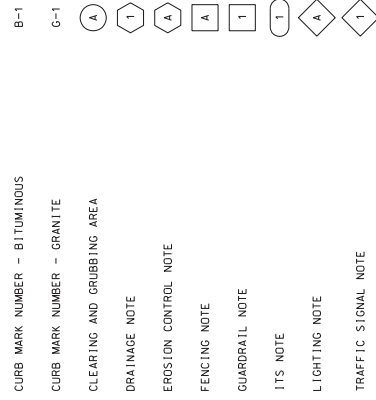 CURB MARK NUMBER - BITUMINOUS B-1
CURB MARK NUMBER - GRANITE G-1
CLEARING AND GRUBBING AREA A
DRAINAGE NOTE 1
EROSION CONTROL NOTE A
FENCING NOTE A
GUARDRAIL NOTE 1
ITS NOTE 1
LIGHTING NOTE A
TRAFFIC SIGNAL NOTE 1